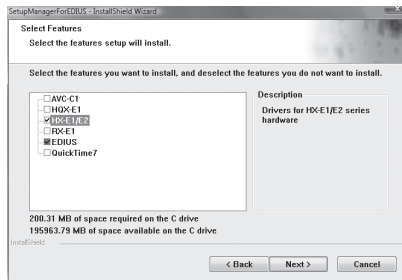 SetupManagerForEDIUS - InstallShield Wizard
Select Features
Select the features setup will install.
Select the features you want to install, and deselect the features you do not want to install.
AVC-C1
HQX-E1
HX-E1/E2
RX-E1
EDIUS
QuickTime7
Description
Drivers for HX-E1/E2 series
hardware
200.31 MB of space required on the C drive
195963.79 MB of space available on the C drive
InstallShield
< Back
Next >
Cancel